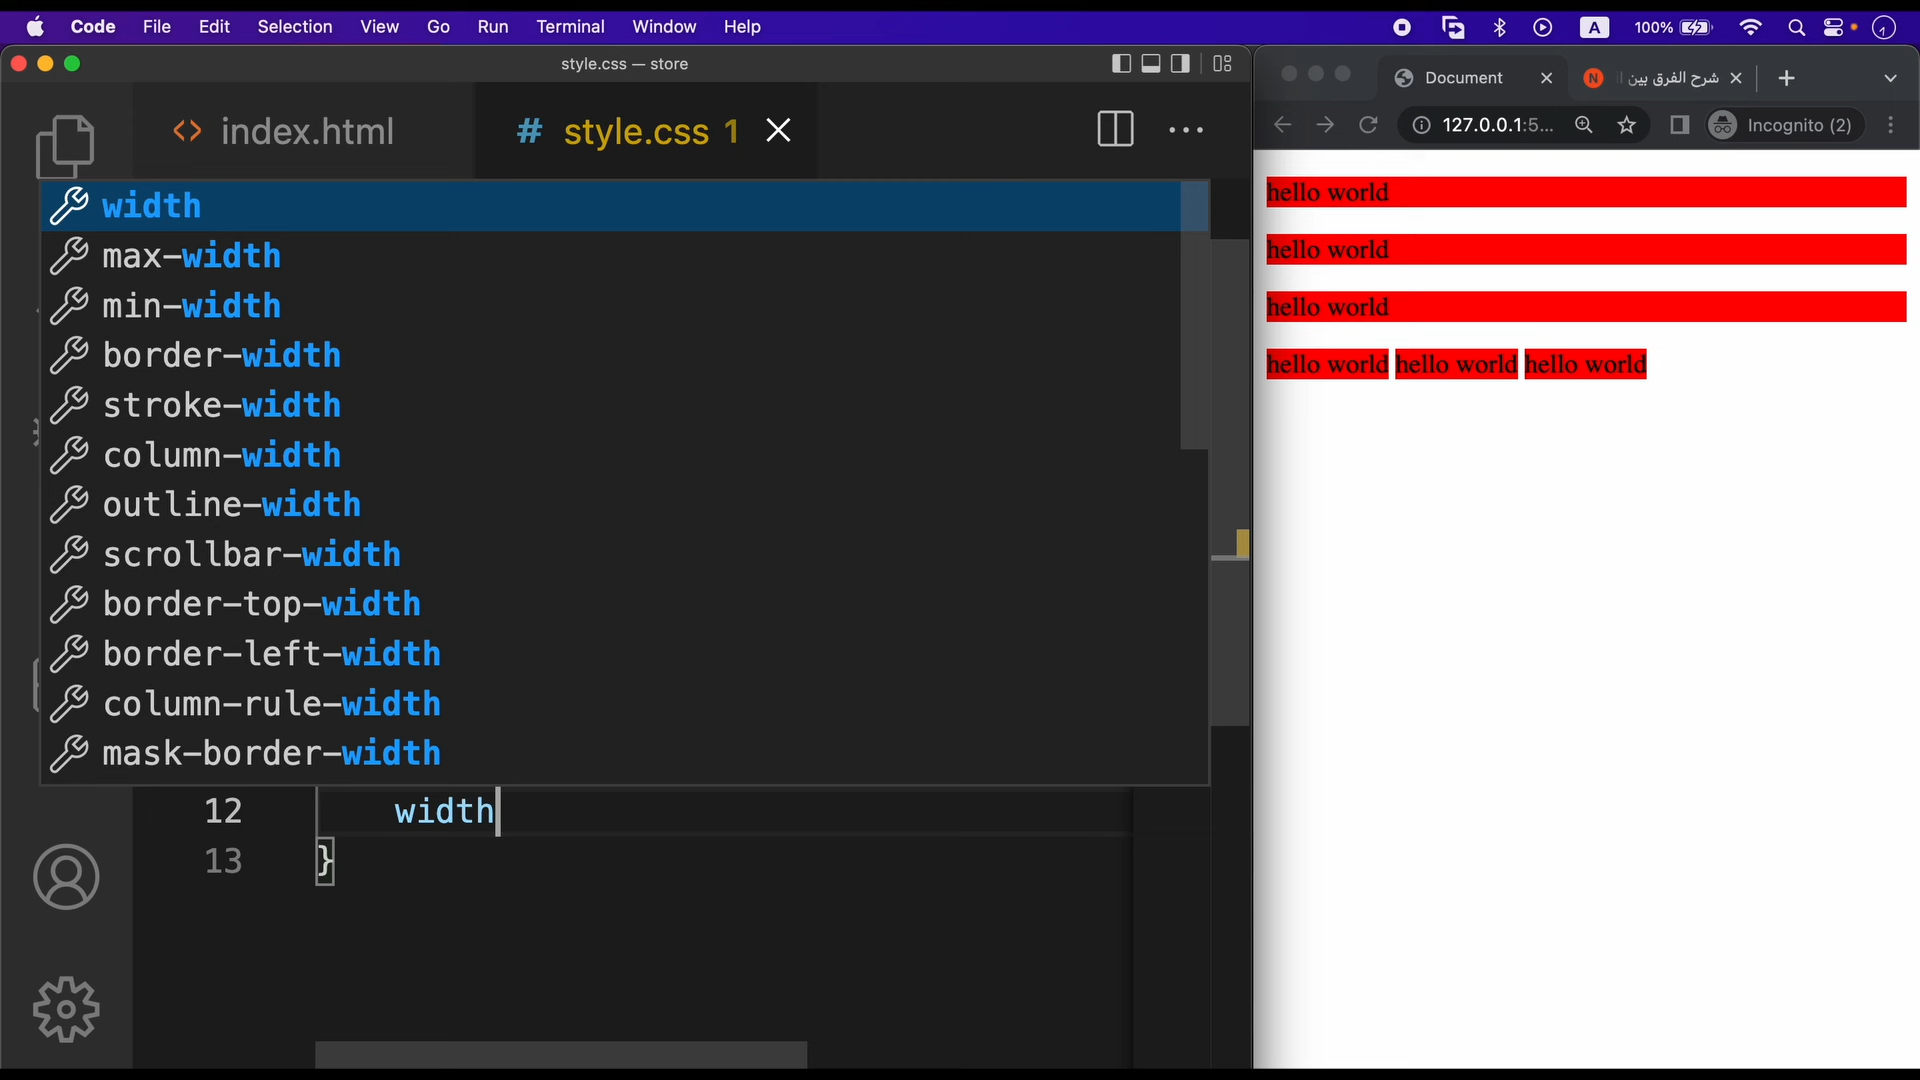 Code File Edit Selection View Go Run Terminal Window Help
A 100%
style.css — store
index.html
# style.css 1
width
max-width
min-width
border-width
stroke-width
column-width
outline-width
scrollbar-width
border-top-width
border-left-width
column-rule-width
mask-border-width
12 width
13 }
Document
N شرح الفرق بين ا
127.0.0.1:5... Incognito (2)
hello world
hello world
hello world
hello world hello world hello world